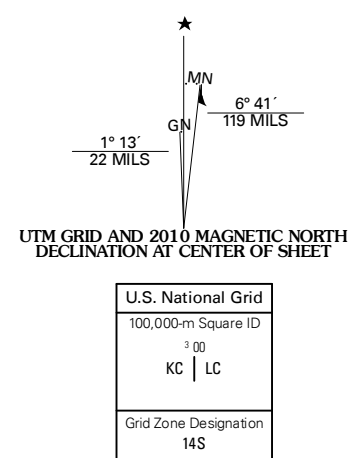 MN
6° 41´
119 MILS
GN
1° 13´
22 MILS
UTM GRID AND 2010 MAGNETIC NORTH
DECLINATION AT CENTER OF SHEET
U.S. National Grid
100,000-m Square ID
3 00
KC LC
Grid Zone Designation
14S